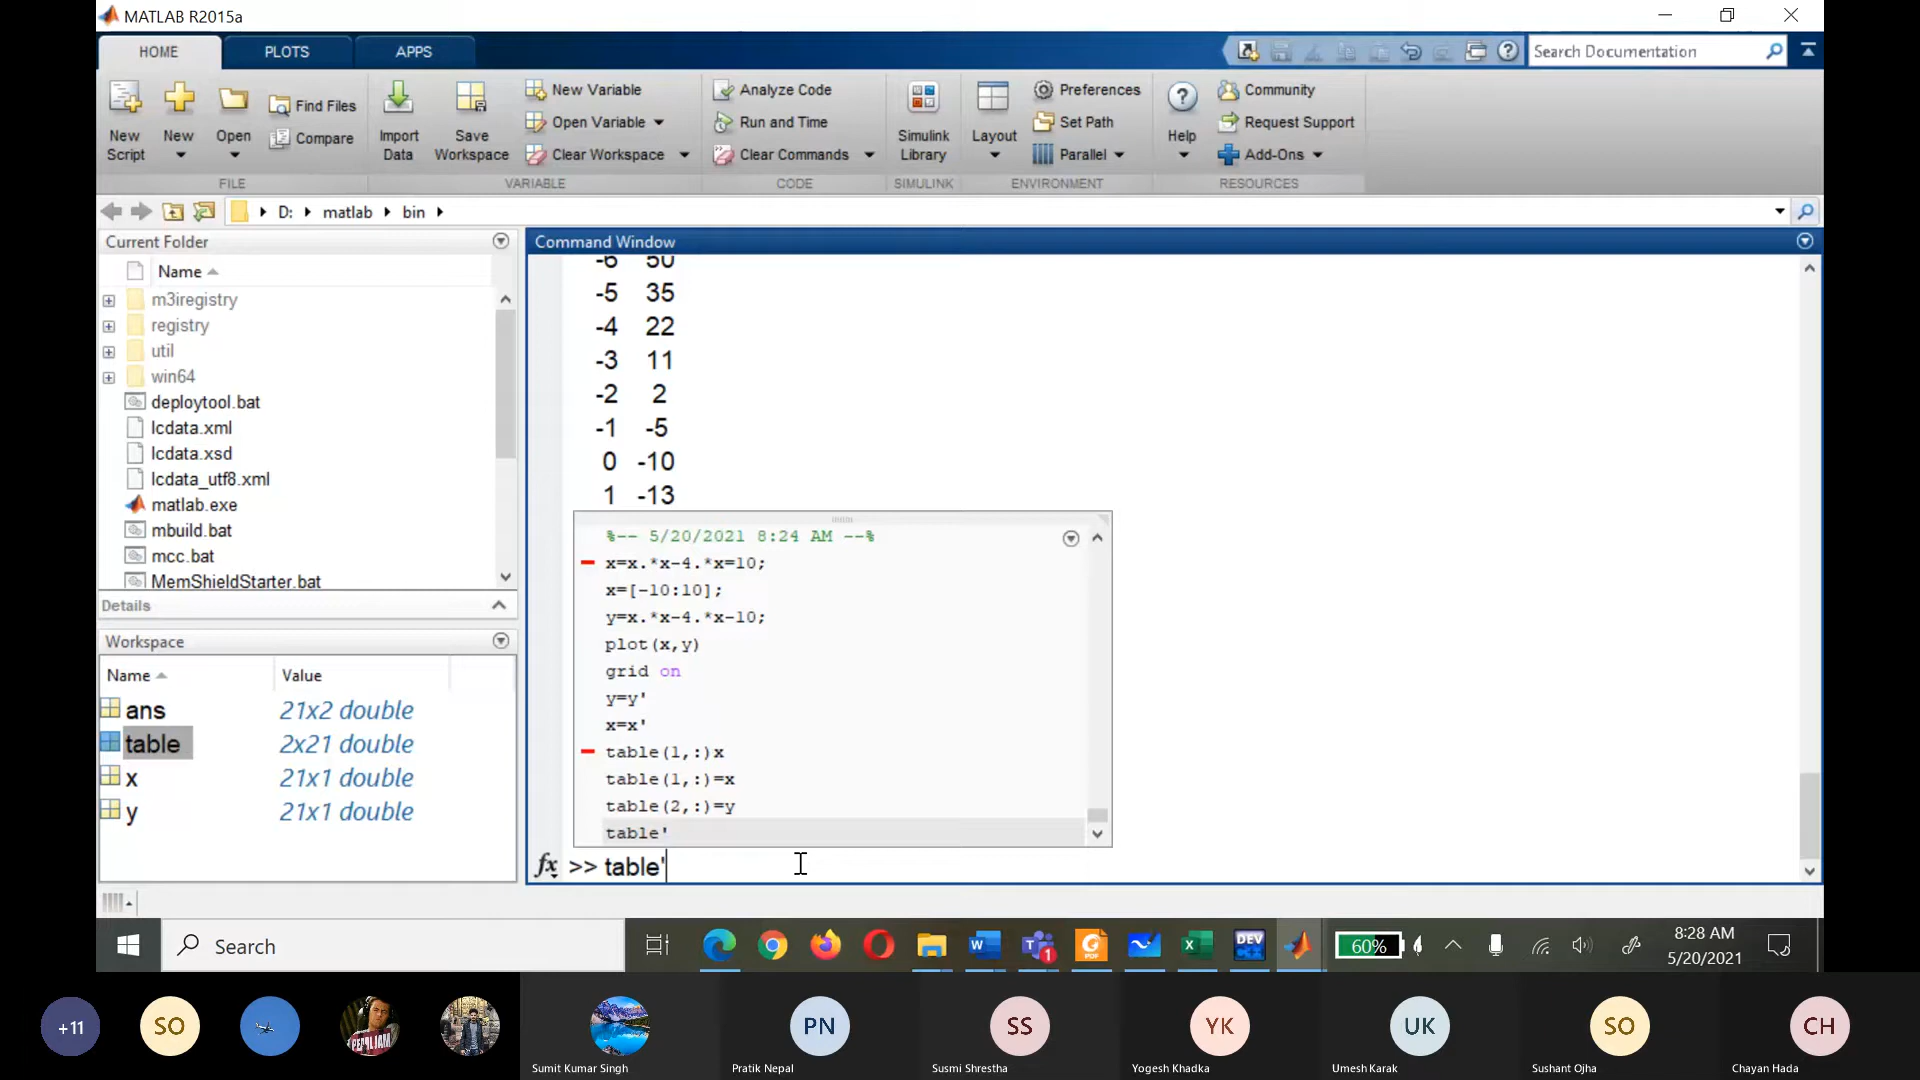 MATLAB R2015a
HOME
PLOTS
APPS
Search Documentation
New Script
New
Open
Find Files
Compare
Import Data
Save Workspace
New Variable
Open Variable
Clear Workspace
Analyze Code
Run and Time
Clear Commands
Simulink Library
Layout
Preferences
Set Path
Parallel
Help
Community
Request Support
Add-Ons
FILE
VARIABLE
CODE
SIMULINK
ENVIRONMENT
RESOURCES
D: matlab bin
Current Folder
Name
m3iregistry
registry
util
win64
deploytool.bat
lcdata.xml
lcdata.xsd
lcdata_utf8.xml
matlab.exe
mbuild.bat
mcc.bat
MemShieldStarter.bat
Details
Workspace
Name Value
ans 21x2 double
table 2x21 double
x 21x1 double
y 21x1 double
Command Window
-6 50
-5 35
-4 22
-3 11
-2 2
-1 -5
0 -10
1 -13
%-- 5/20/2021 8:24 AM --%
x=x.*x-4.*x=10;
x=[-10:10];
y=x.*x-4.*x-10;
plot(x,y)
grid on
y=y'
x=x'
table(1,:)x
table(1,:)=x
table(2,:)=y
table'
fx >> table'
Search
60%
8:28 AM
5/20/2021
DEV C++
1
+11
SO
PEARL JAM
PN
SS
YK
UK
SO
CH
Sumit Kumar Singh
Pratik Nepal
Susmi Shrestha
Yogesh Khadka
Umesh Karak
Sushant Ojha
Chayan Hada